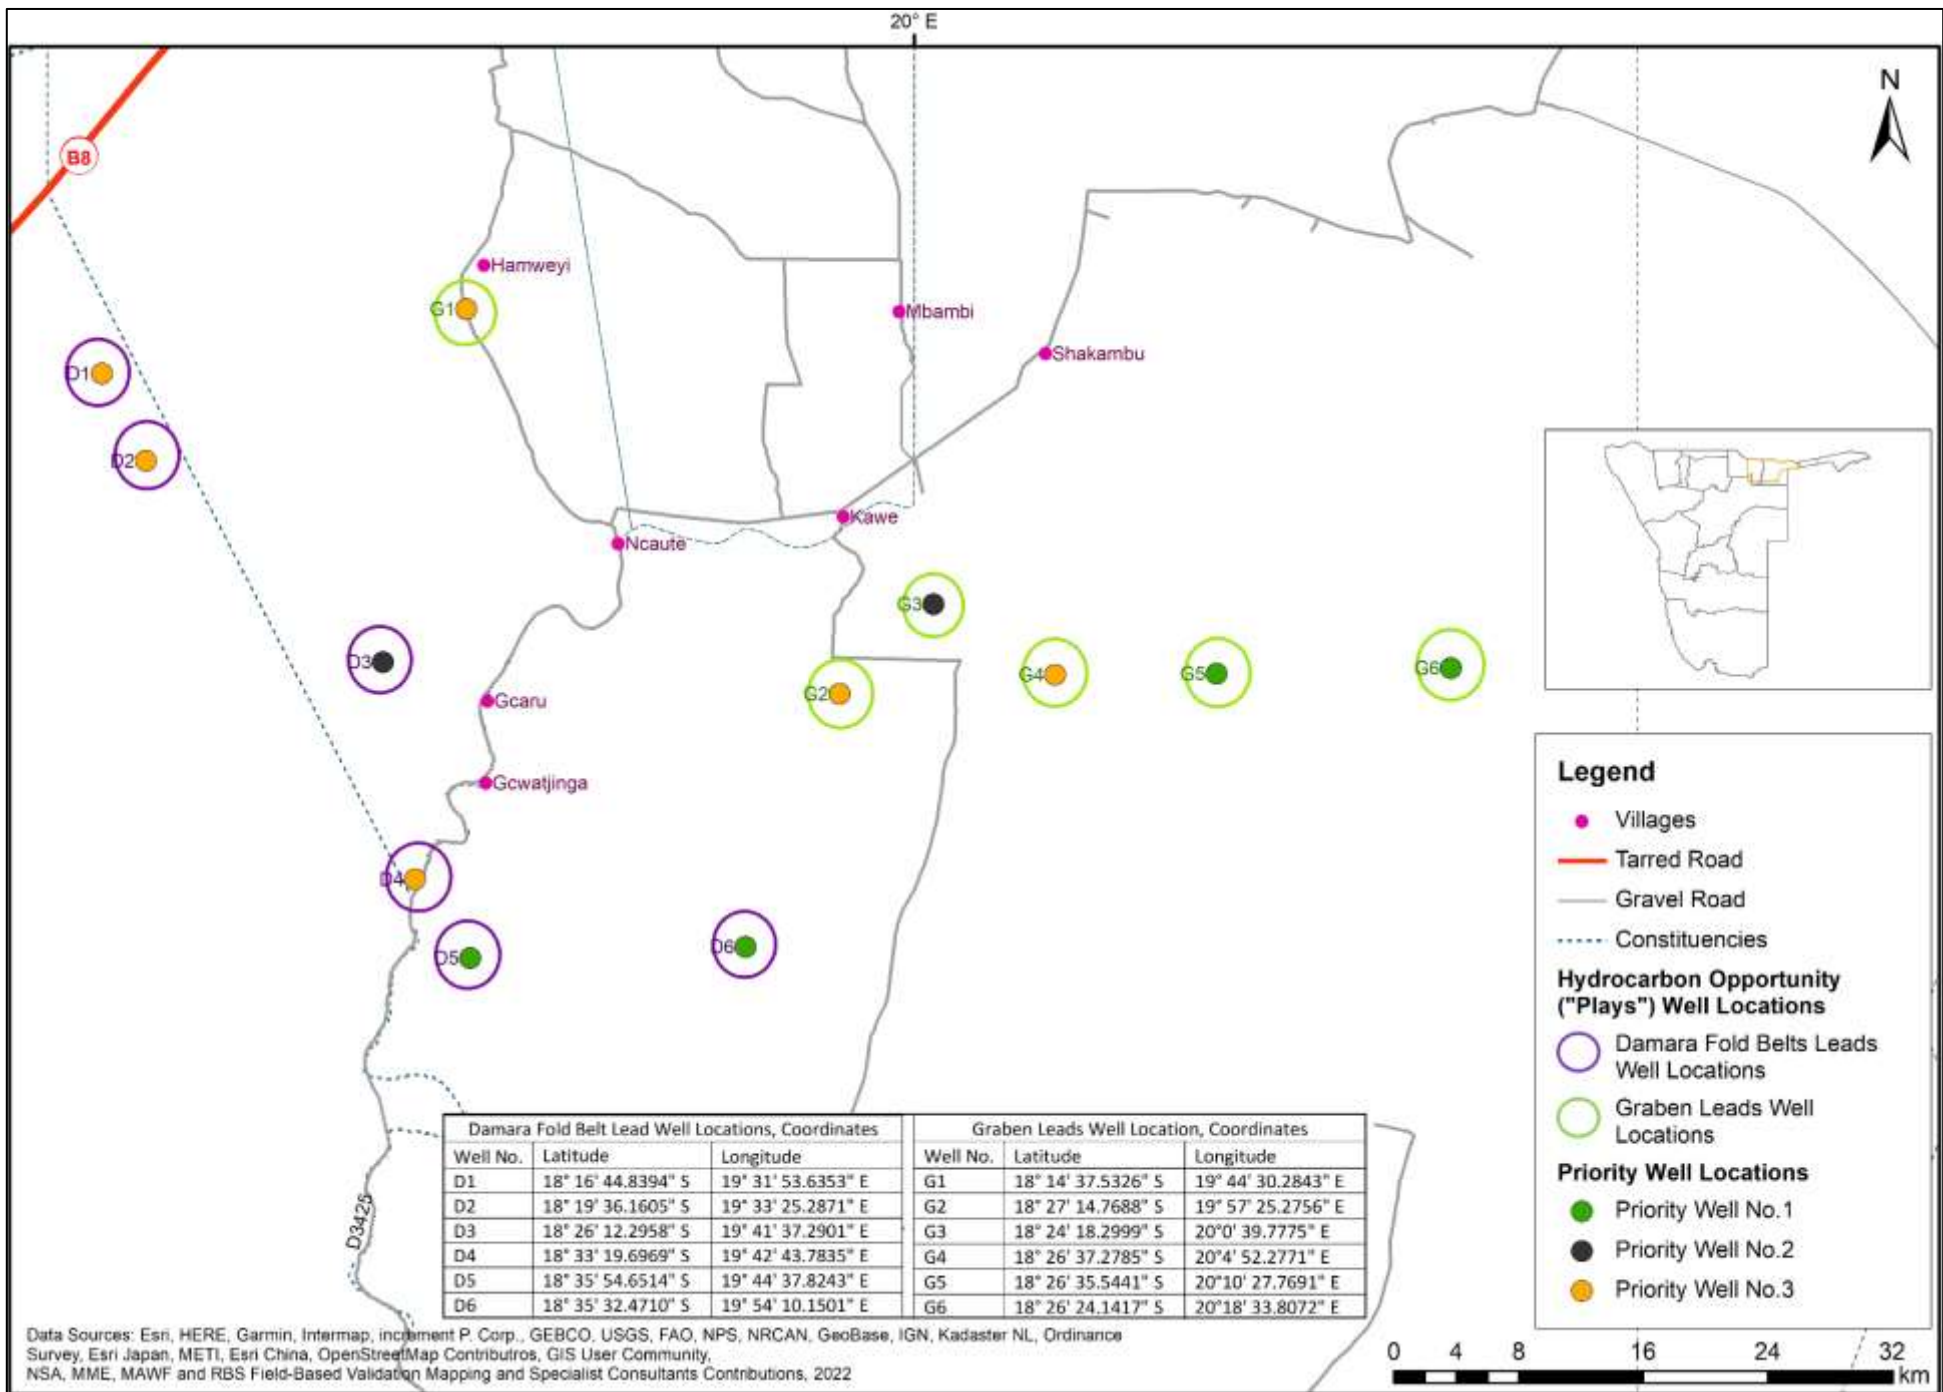 20° E
N
B8
Hamweyi
G1
Mbambi
Shakambu
D1
D2
Kawe
Ncaute
G3
D3
G2
G4
G5
G6
Gcaru
Gcwatjinga
D4
D5
D6
D3425
Legend
Villages
Tarred Road
Gravel Road
Constituencies
Hydrocarbon Opportunity
("Plays") Well Locations
Damara Fold Belts Leads
Well Locations
Graben Leads Well
Locations
Priority Well Locations
Priority Well No.1
Priority Well No.2
Priority Well No.3
Damara Fold Belt Lead Well Locations, Coordinates
Well No. Latitude Longitude
D1 18° 16' 44.8394" S 19° 31' 53.6353" E
D2 18° 19' 36.1605" S 19° 33' 25.2871" E
D3 18° 26' 12.2958" S 19° 41' 37.2901" E
D4 18° 33' 19.6969" S 19° 42' 43.7835" E
D5 18° 35' 54.6514" S 19° 44' 37.8243" E
D6 18° 35' 32.4710" S 19° 54' 10.1501" E
Graben Leads Well Location, Coordinates
Well No. Latitude Longitude
G1 18° 14' 37.5326" S 19° 44' 30.2843" E
G2 18° 27' 14.7688" S 19° 57' 25.2756" E
G3 18° 24' 18.2999" S 20°0' 39.7775" E
G4 18° 26' 37.2785" S 20°4' 52.2771" E
G5 18° 26' 35.5441" S 20°10' 27.7691" E
G6 18° 26' 24.1417" S 20°18' 33.8072" E
Data Sources: Esri, HERE, Garmin, Intermap, increment P. Corp., GEBCO, USGS, FAO, NPS, NRCAN, GeoBase, IGN, Kadaster NL, Ordinance
Survey, Esri Japan, METI, Esri China, OpenStreetMap Contributros, GIS User Community,
NSA, MME, MAWF and RBS Field-Based Validation Mapping and Specialist Consultants Contributions, 2022
0 4 8 16 24 32
km